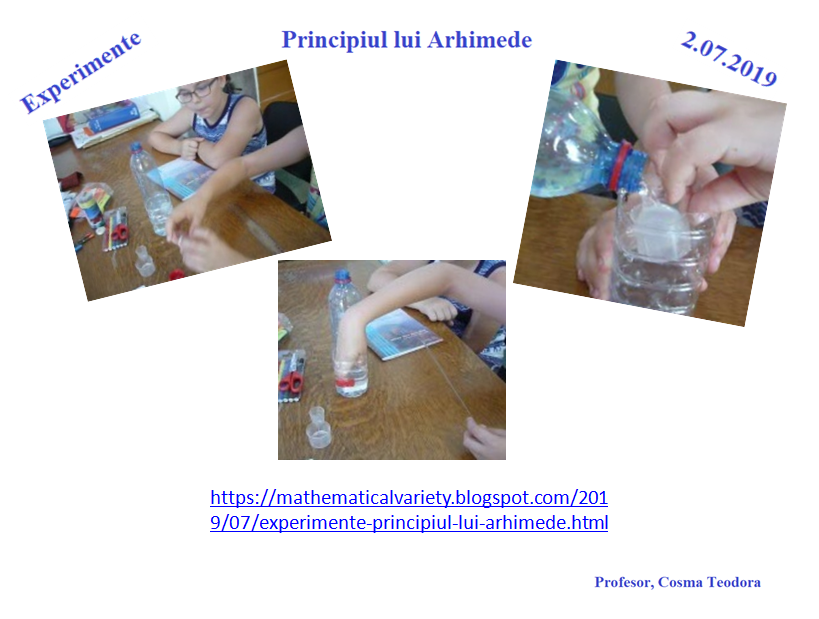 Experimente
Principiul lui Arhimede
2.07.2019
https://mathematicalvariety.blogspot.com/201
9/07/experimente-principiul-lui-arhimede.html
Profesor, Cosma Teodora